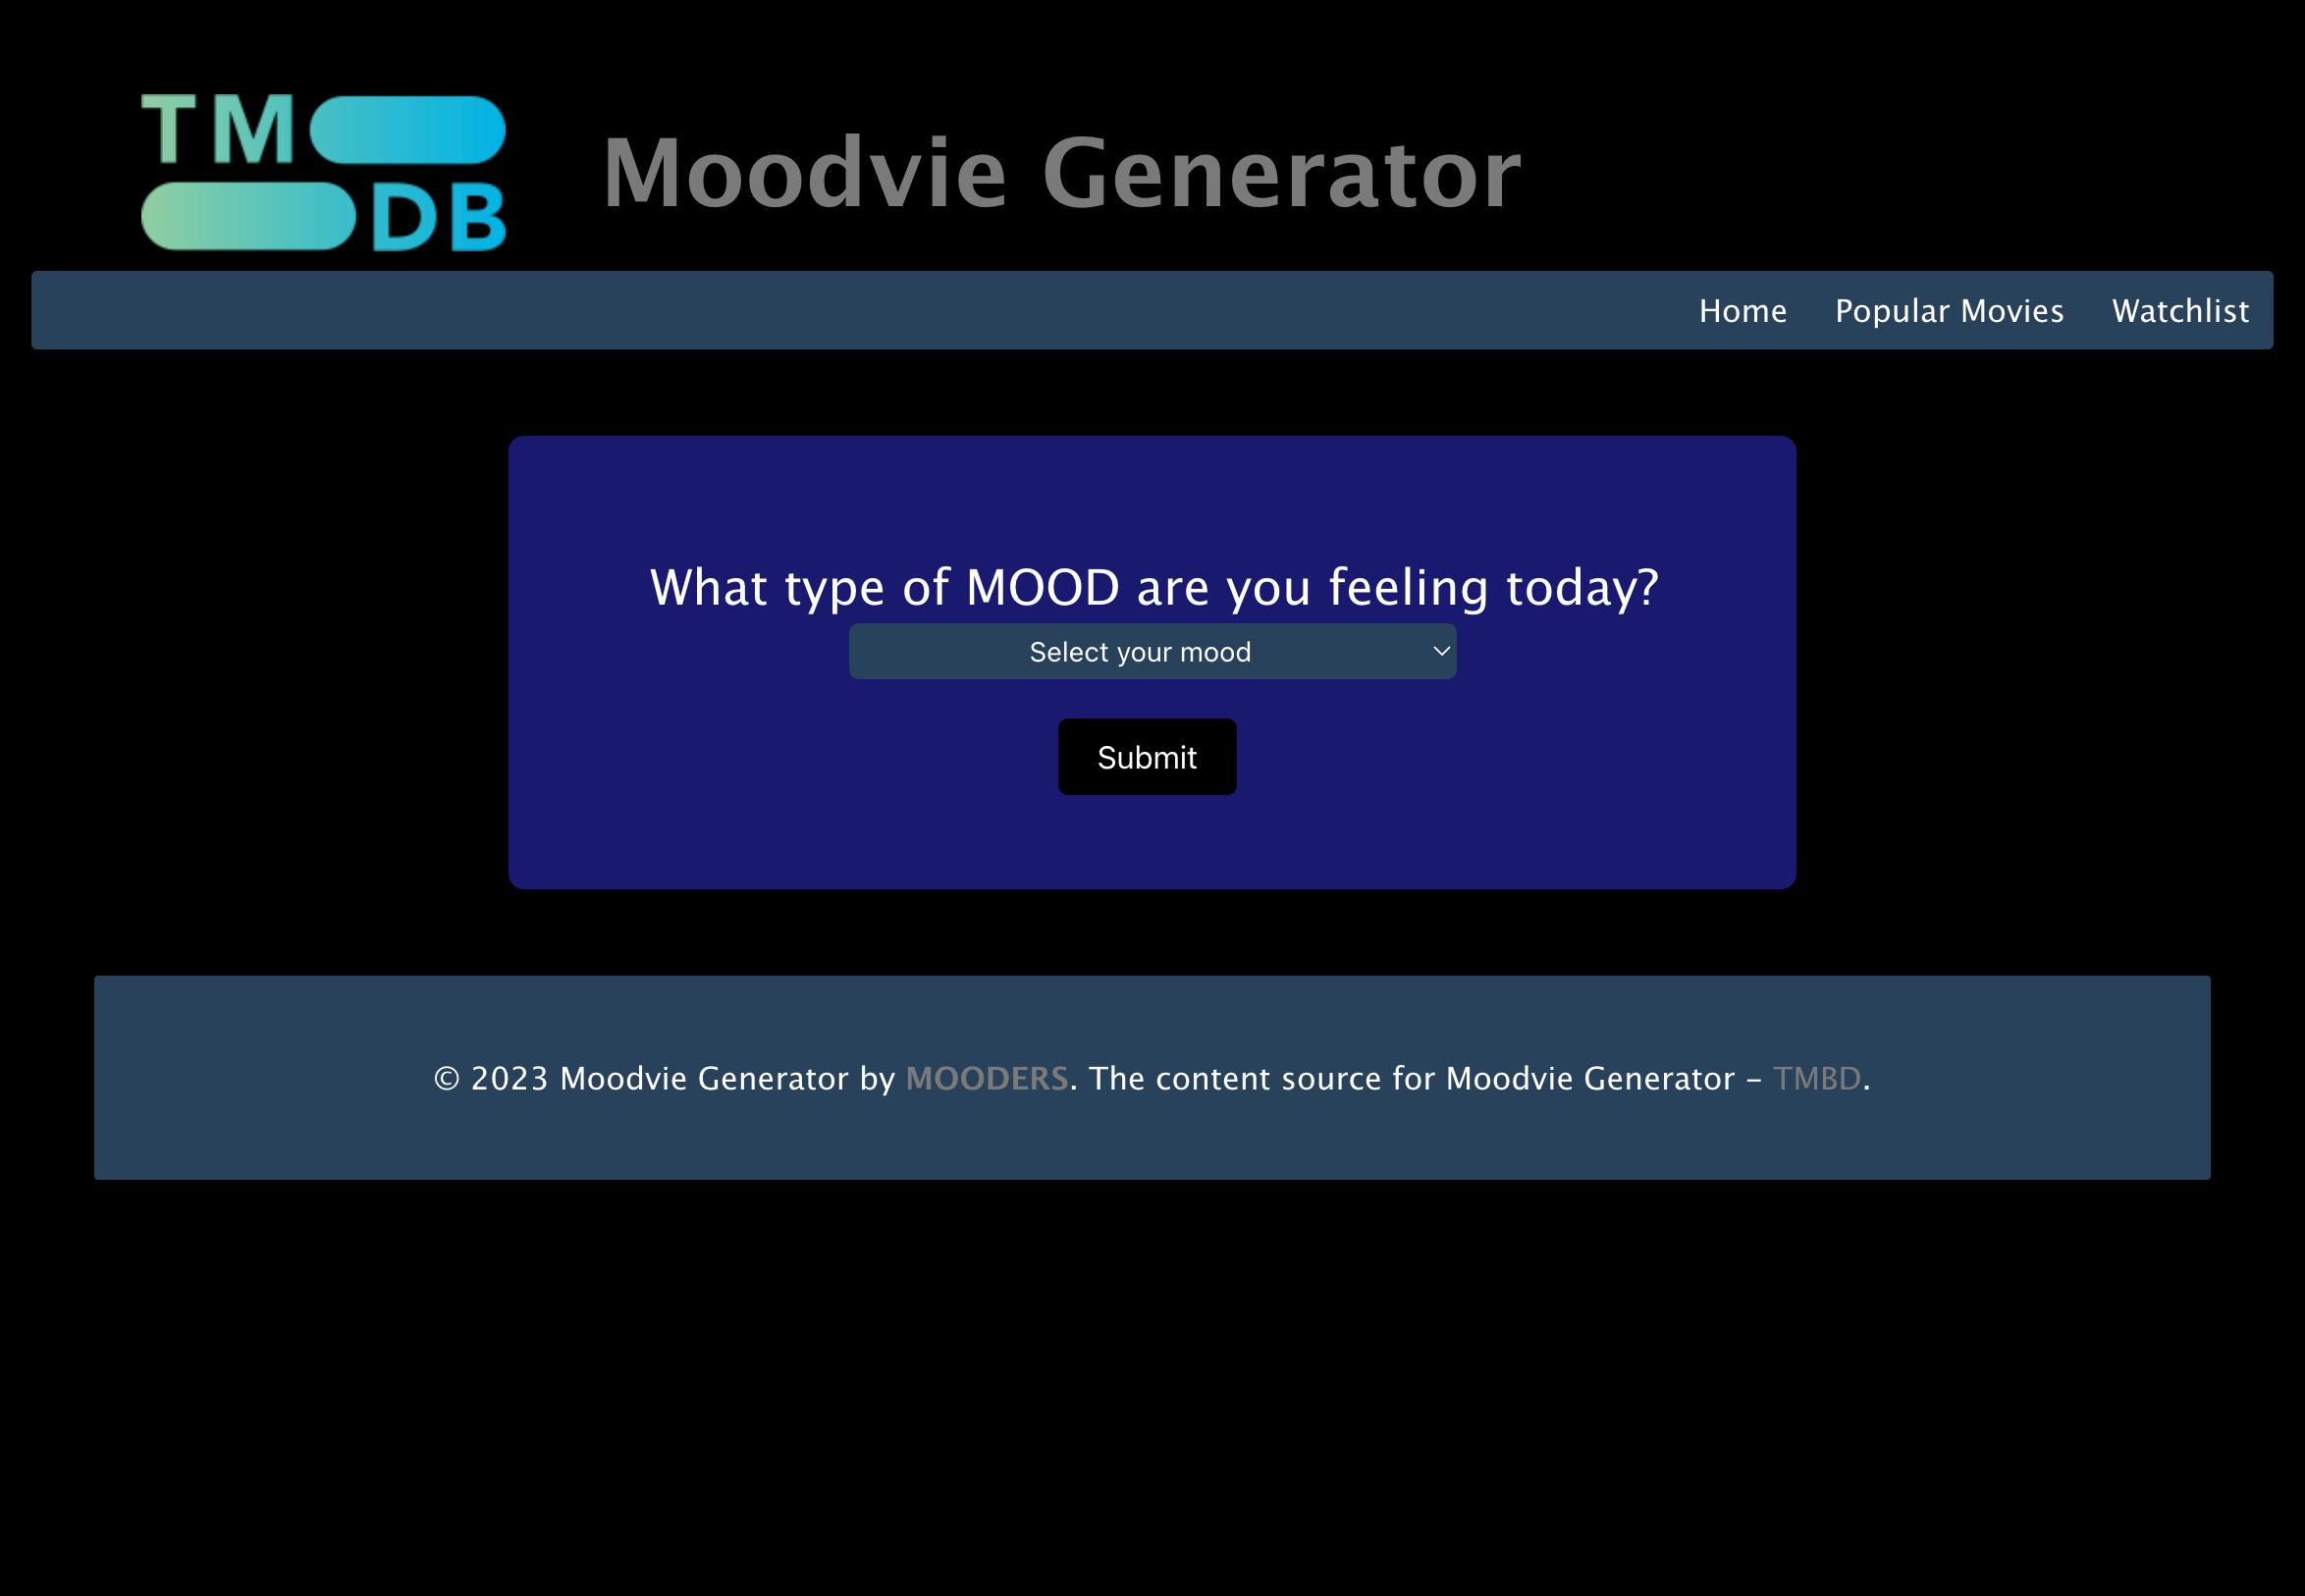 TM
DB
Moodvie Generator
Home Popular Movies Watchlist
What type of MOOD are you feeling today?
Select your mood
Submit
© 2023 Moodvie Generator by MOODERS. The content source for Moodvie Generator – TMBD.